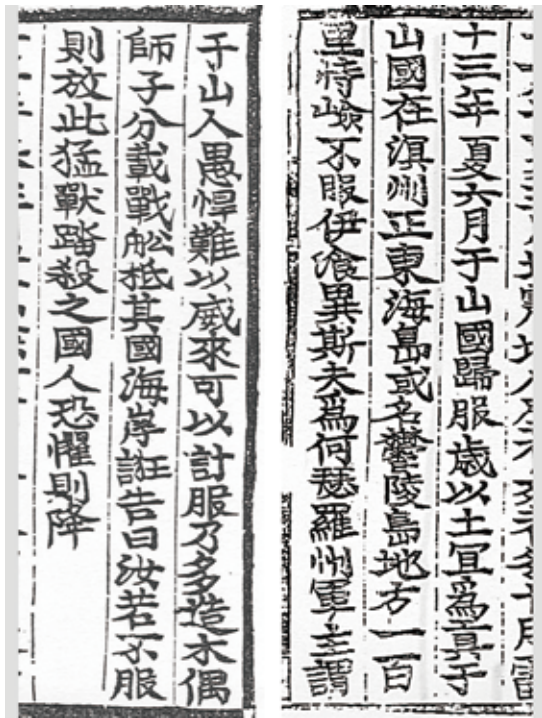 十三年夏六月于山國歸服歳以土宜爲貢于
山國在溟州正東海島或名鬱陵島地方一百
里恃嶮不服伊湌異斯夫爲何瑟羅州軍主謂
于山人愚悍難以威來可以計服乃多造木偶
師子分載戰舩抵其國海岸誑告曰汝若不服
則放此猛獸踏殺之國人恐懼則降